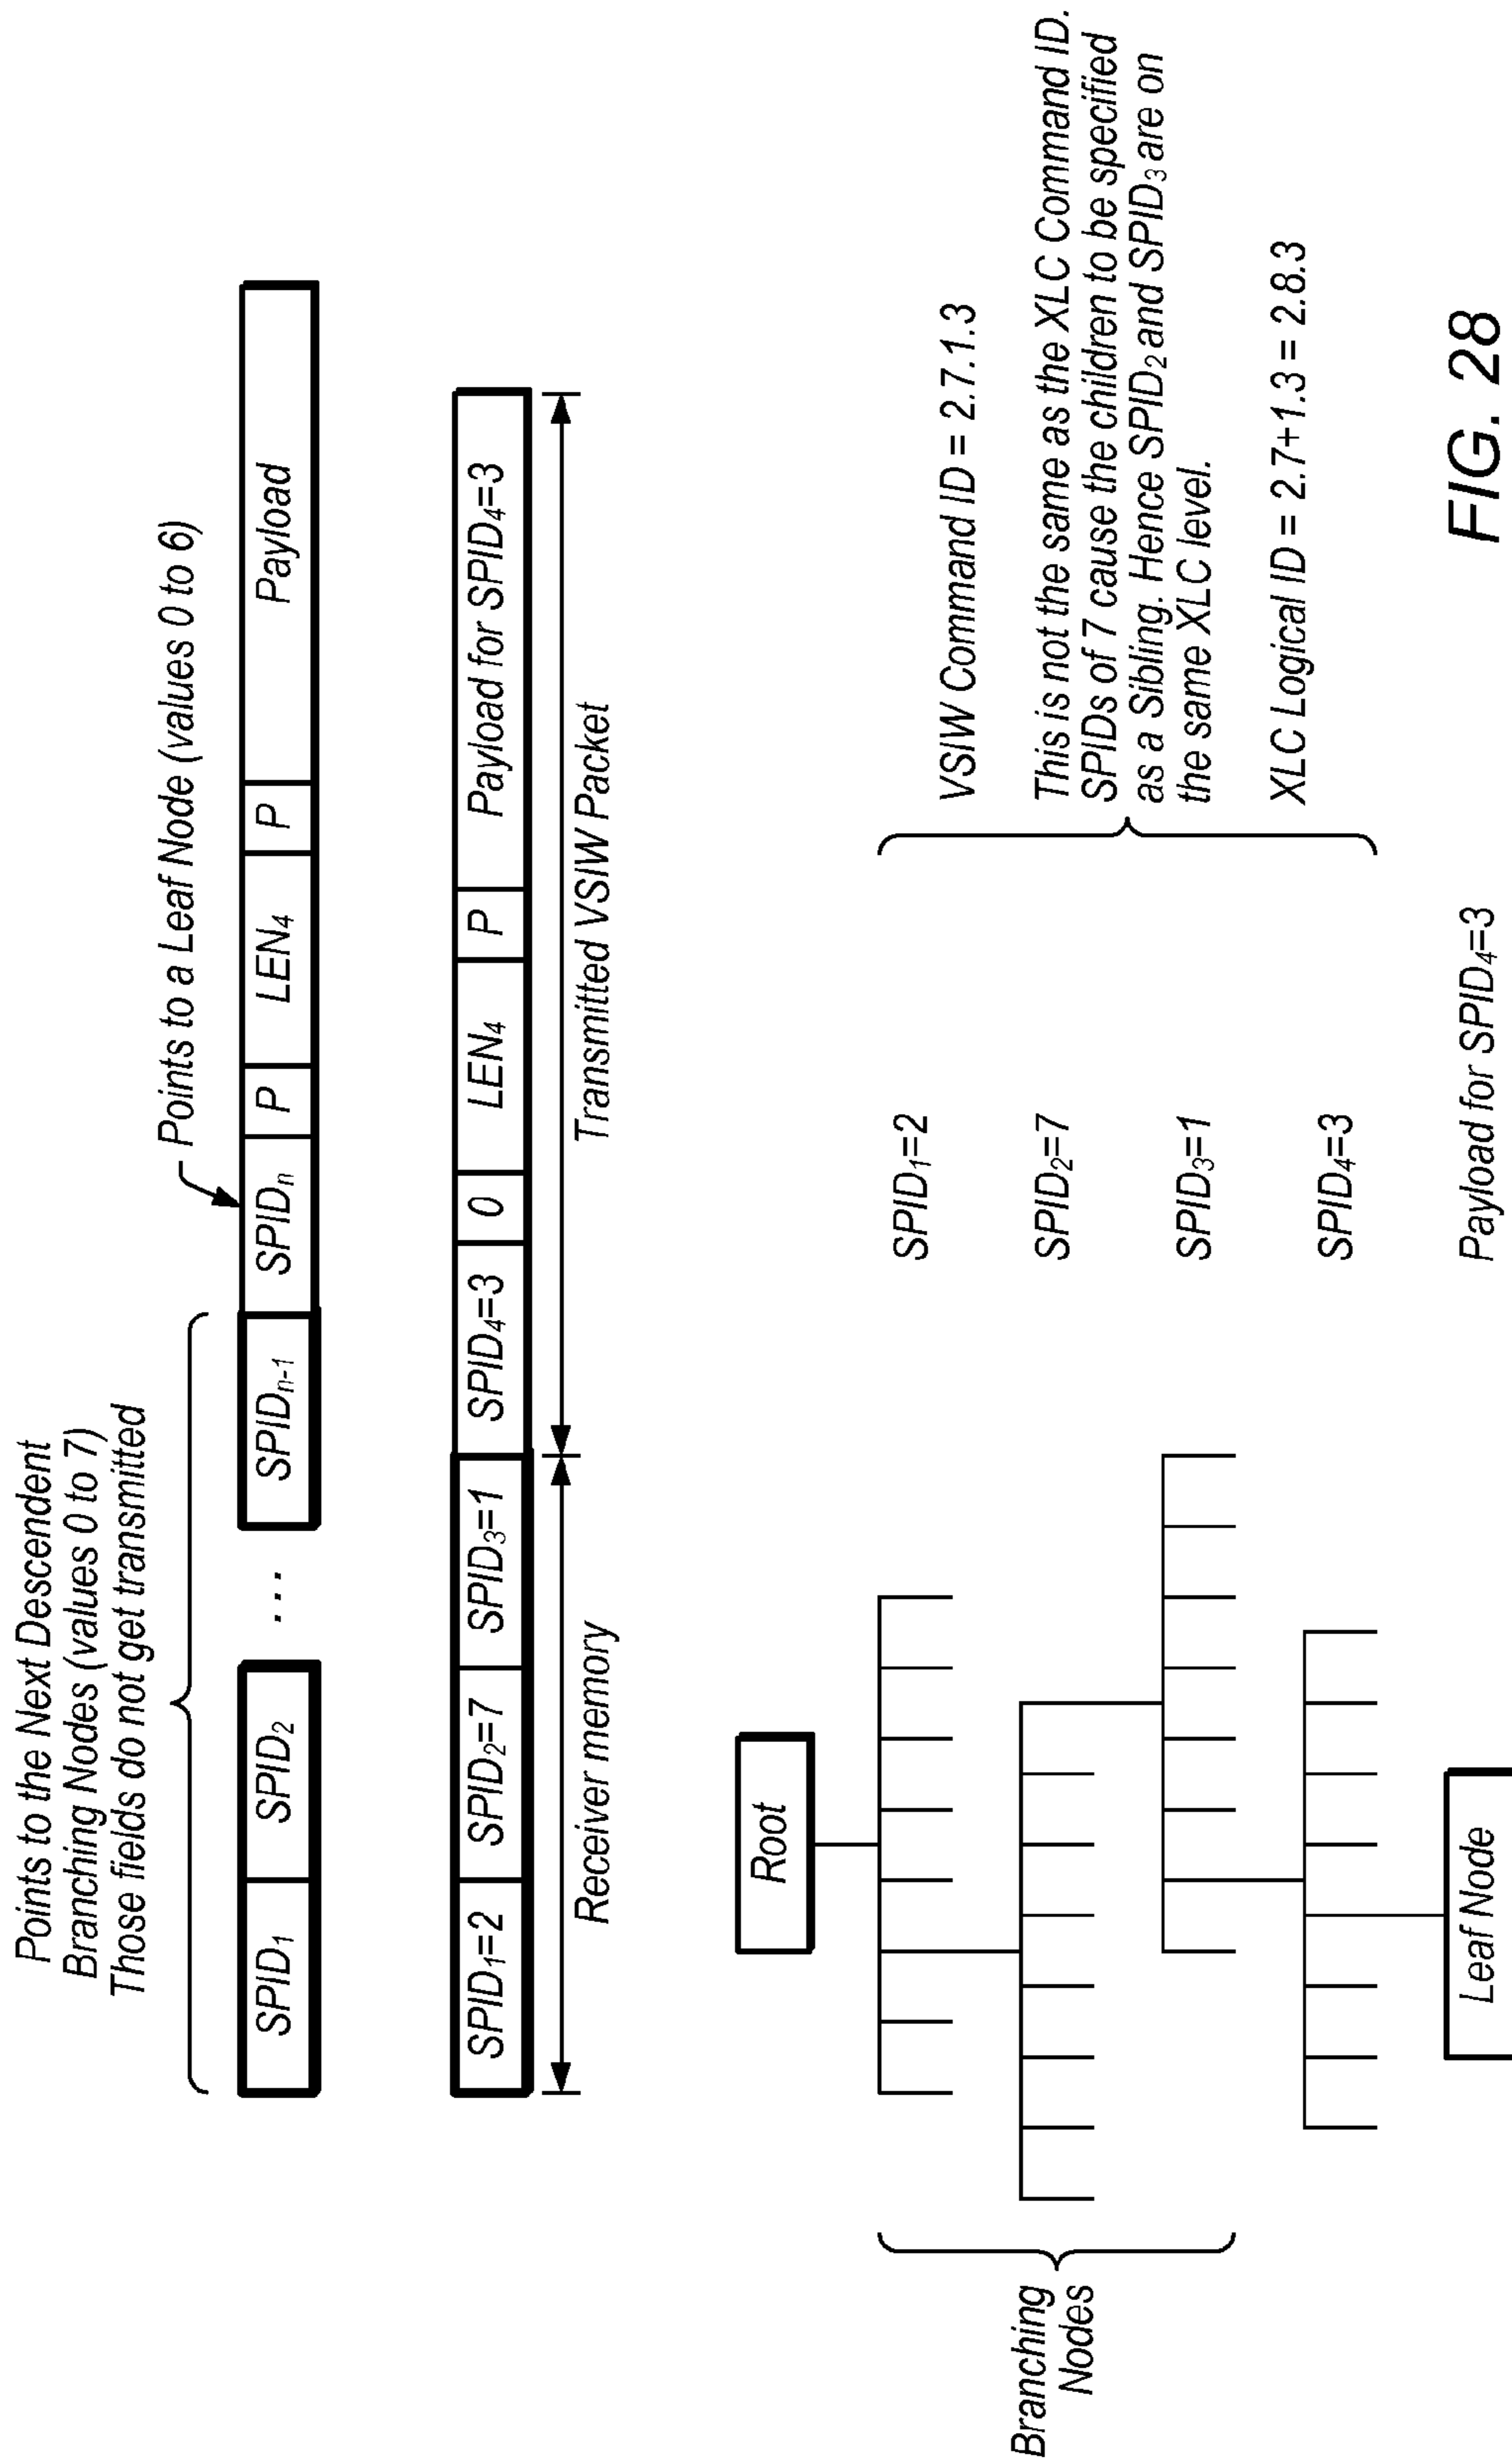 Points to the Next Descendent
Branching Nodes (values 0 to 7)
Those fields do not get transmitted
Points to a Leaf Node (values 0 to 6)
SPID₁ SPID₂ ... SPIDₙ₋₁ SPIDₙ P LEN₄ P Payload
SPID₁=2 SPID₂=7 SPID₃=1 SPID₄=3 0 LEN₄ P Payload for SPID₄=3
Receiver memory Transmitted VSIW Packet
Root
Branching
Nodes
SPID₁=2
SPID₂=7
SPID₃=1
SPID₄=3
Leaf Node
Payload for SPID₄=3
VSIW Command ID = 2.7.1.3
This is not the same as the XLC Command ID.
SPIDs of 7 cause the children to be specified
as a Sibling. Hence SPID₂ and SPID₃ are on
the same XLC level.
XLC Logical ID = 2.7+1.3 = 2.8.3
FIG. 28